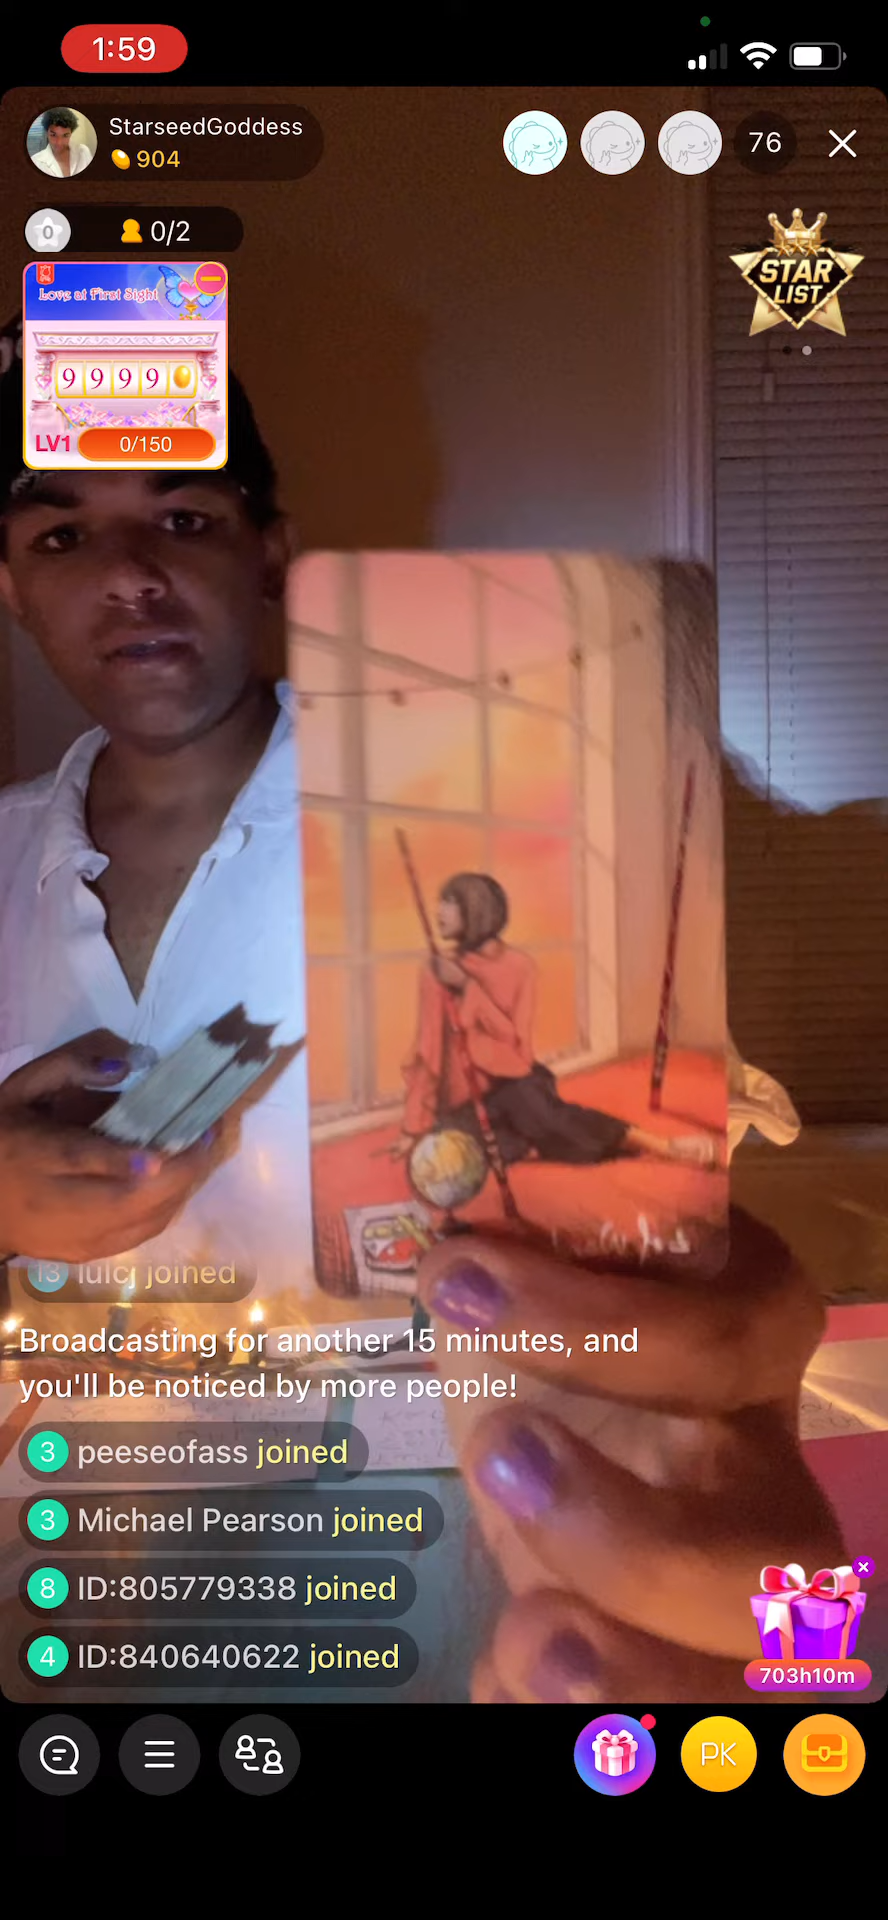 1:59
StarseedGoddess
904
76
0
0/2
STAR
LIST
Love at First Sight
9999
LV1
0/150
13 lulcj joined
Broadcasting for another 15 minutes, and
you'll be noticed by more people!
3 peeseofass joined
3 Michael Pearson joined
8 ID:805779338 joined
4 ID:840640622 joined
703h10m
PK